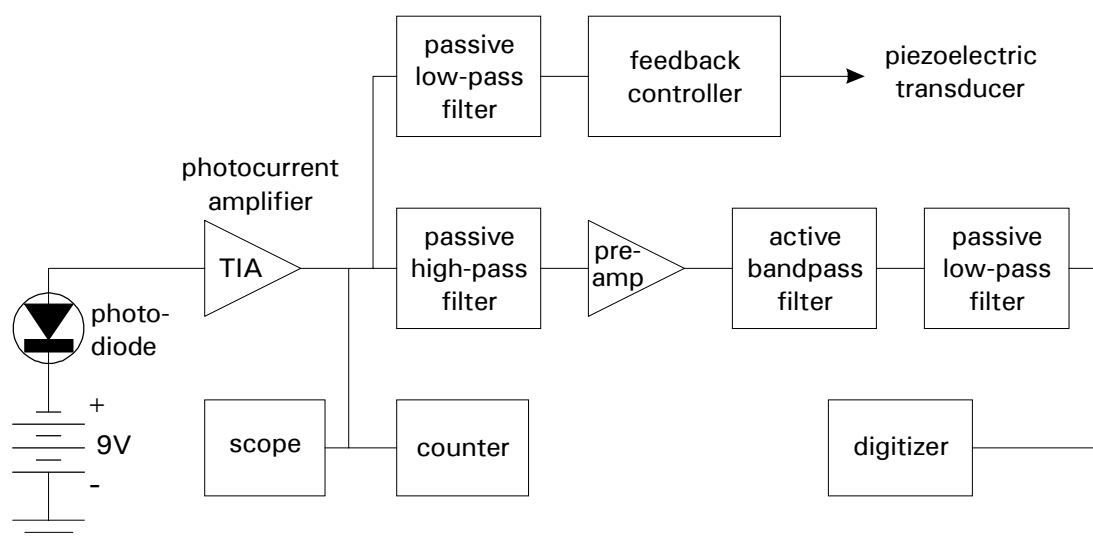 passive
low-pass
filter
feedback
controller
piezoelectric
transducer
photocurrent
amplifier
TIA
passive
high-pass
filter
pre-
amp
active
bandpass
filter
passive
low-pass
filter
photo-
diode
+
9V
-
scope
counter
digitizer